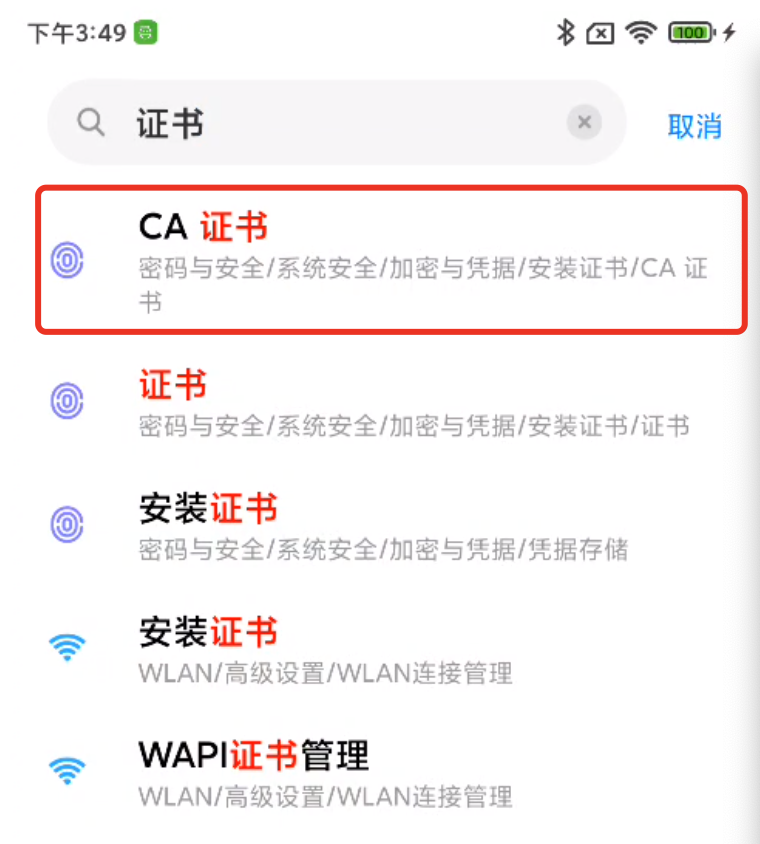 下午3:49
100
证书
取消
CA 证书
密码与安全/系统安全/加密与凭据/安装证书/CA 证
书
证书
密码与安全/系统安全/加密与凭据/安装证书/证书
安装证书
密码与安全/系统安全/加密与凭据/凭据存储
安装证书
WLAN/高级设置/WLAN连接管理
WAPI证书管理
WLAN/高级设置/WLAN连接管理